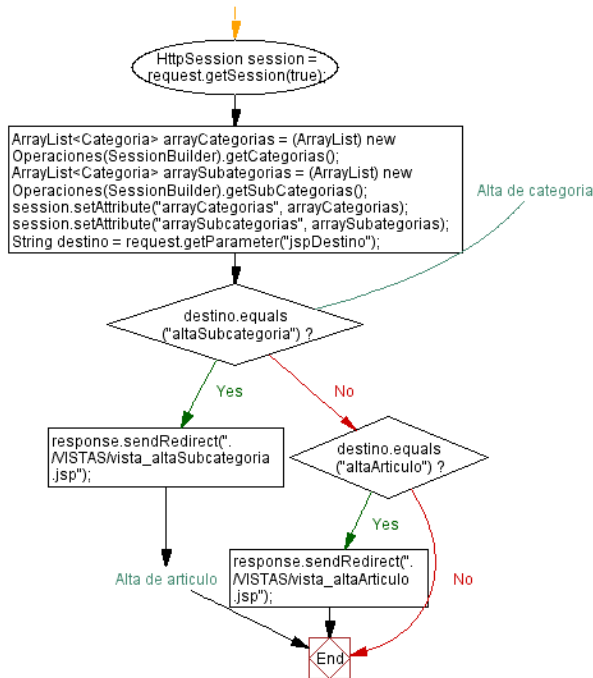 HttpSession session =
request.getSession(true);
ArrayList<Categoria> arrayCategorias = (ArrayList) new
Operaciones(SessionBuilder).getCategorias();
ArrayList<Categoria> arraySubategorias = (ArrayList) new
Operaciones(SessionBuilder).getSubCategorias();
session.setAttribute("arrayCategorias", arrayCategorias);
session.setAttribute("arraySubcategorias", arraySubategorias);
String destino = request.getParameter("jspDestino");
Alta de categoria
destino.equals
("altaSubcategoria") ?
Yes
No
response.sendRedirect(".
/VISTAS/vista_altaSubcategoria
.jsp");
destino.equals
("altaArticulo") ?
Yes
No
Alta de articulo
response.sendRedirect(".
/VISTAS/vista_altaArticulo
.jsp");
End